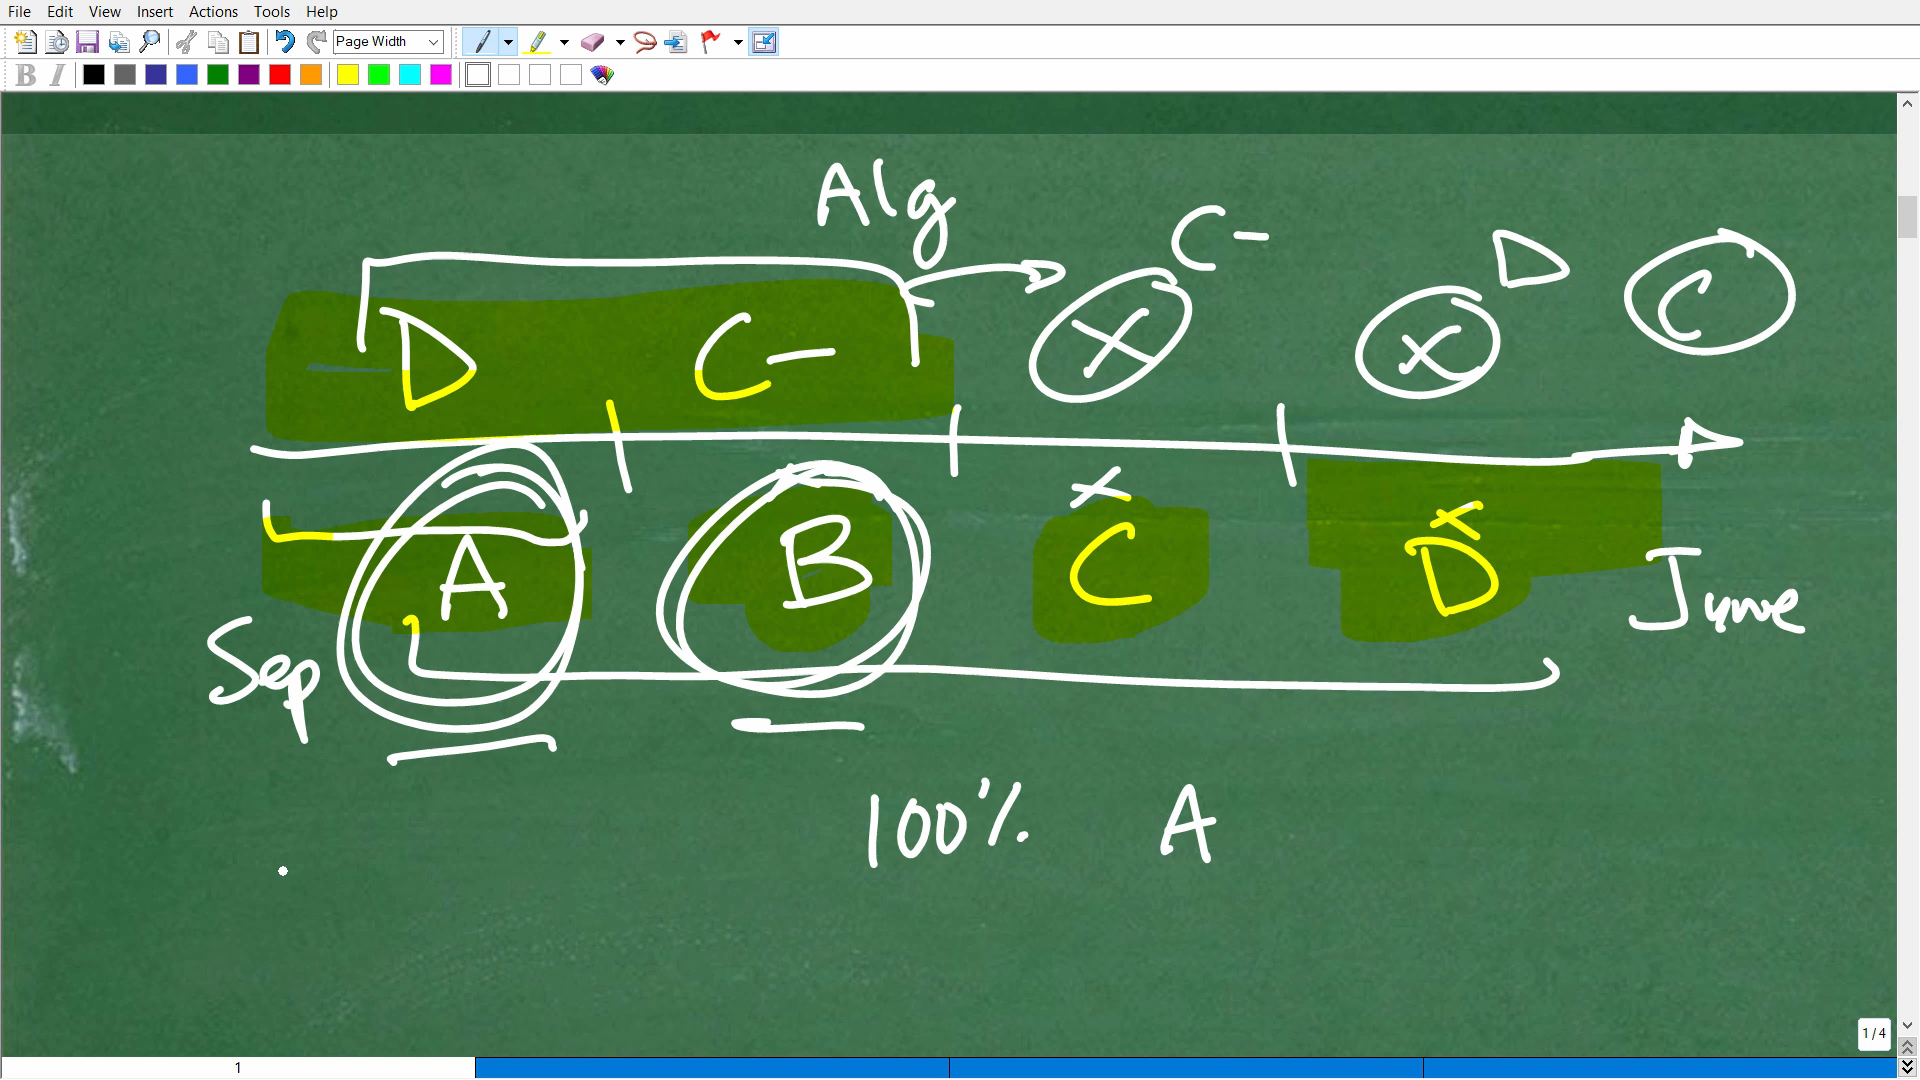 File Edit View Insert Actions Tools Help
Page Width
B I
Alg
C-
D
C
D C- X X
X X
A B C D
Sep June
100% A
1 / 4
1